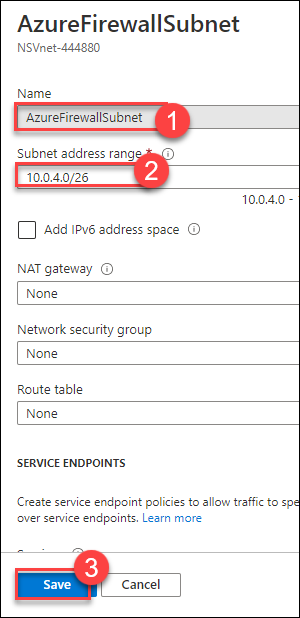 AzureFirewallSubnet
NSVnet-444880
Name
AzureFirewallSubnet
1
Subnet address range *
2
10.0.4.0/26
10.0.4.0 -
Add IPv6 address space
NAT gateway
None
Network security group
None
Route table
None
SERVICE ENDPOINTS
Create service endpoint policies to allow traffic to spe
over service endpoints. Learn more
3
Save
Cancel